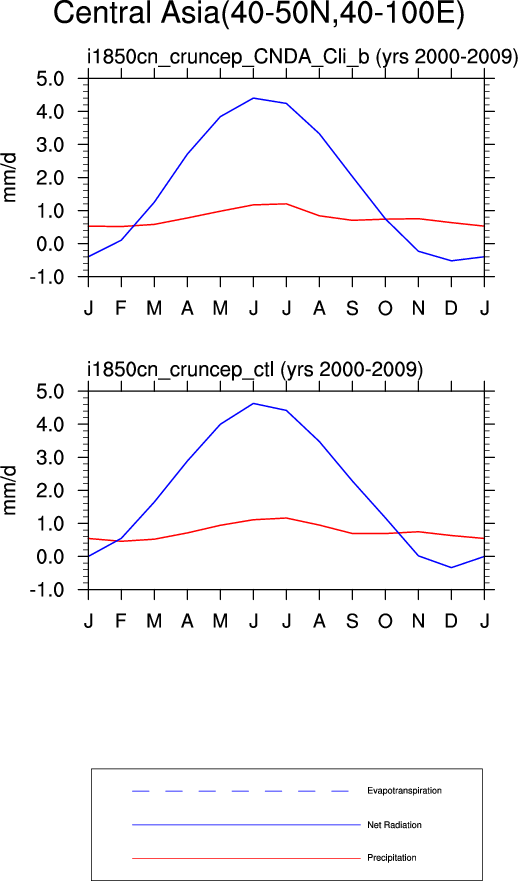 Central Asia(40-50N,40-100E)
i1850cn_cruncep_CNDA_Cli_b (yrs 2000-2009)
5.0
4.0
3.0
2.0
1.0
0.0
-1.0
mm/d
J F M A M J J A S O N D J
i1850cn_cruncep_ctl (yrs 2000-2009)
5.0
4.0
3.0
2.0
1.0
0.0
-1.0
mm/d
J F M A M J J A S O N D J
Evapotranspiration
Net Radiation
Precipitation